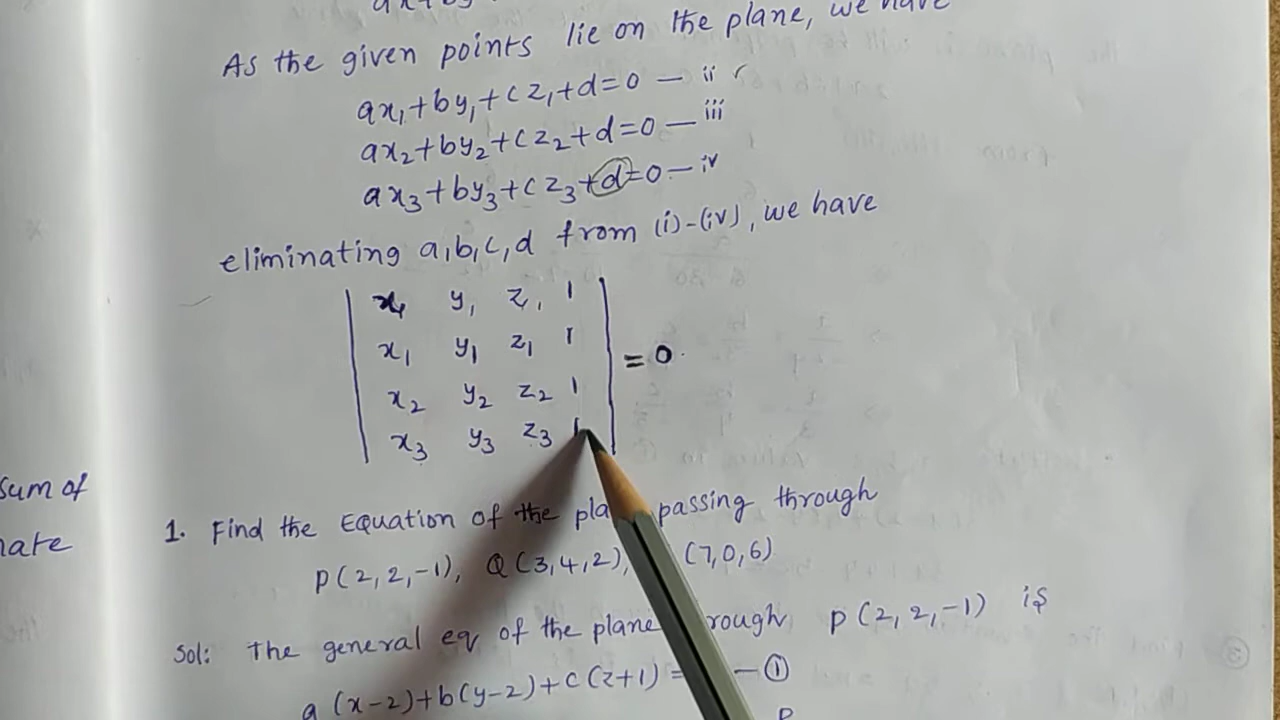 As the given points lie on the plane, we have
ax₁+by₁+cz₁+d=0 — ii
ax₂+by₂+cz₂+d=0 — iii
ax₃+by₃+cz₃+d=0 — iv
eliminating a,b,c,d from (i)-(iv), we have
x y₁ z₁ 1
x₁ y₁ z₁ 1
x₂ y₂ z₂ 1 = 0
x₃ y₃ z₃ 1
sum of
1. Find the Equation of the passing through
P(2,2,-1), Q(3,4,2), (7,0,6)
Sol: The general eq of the plane P(2,2,-1) is
a(x-2)+b(y-2)+c(z+1) = — ①